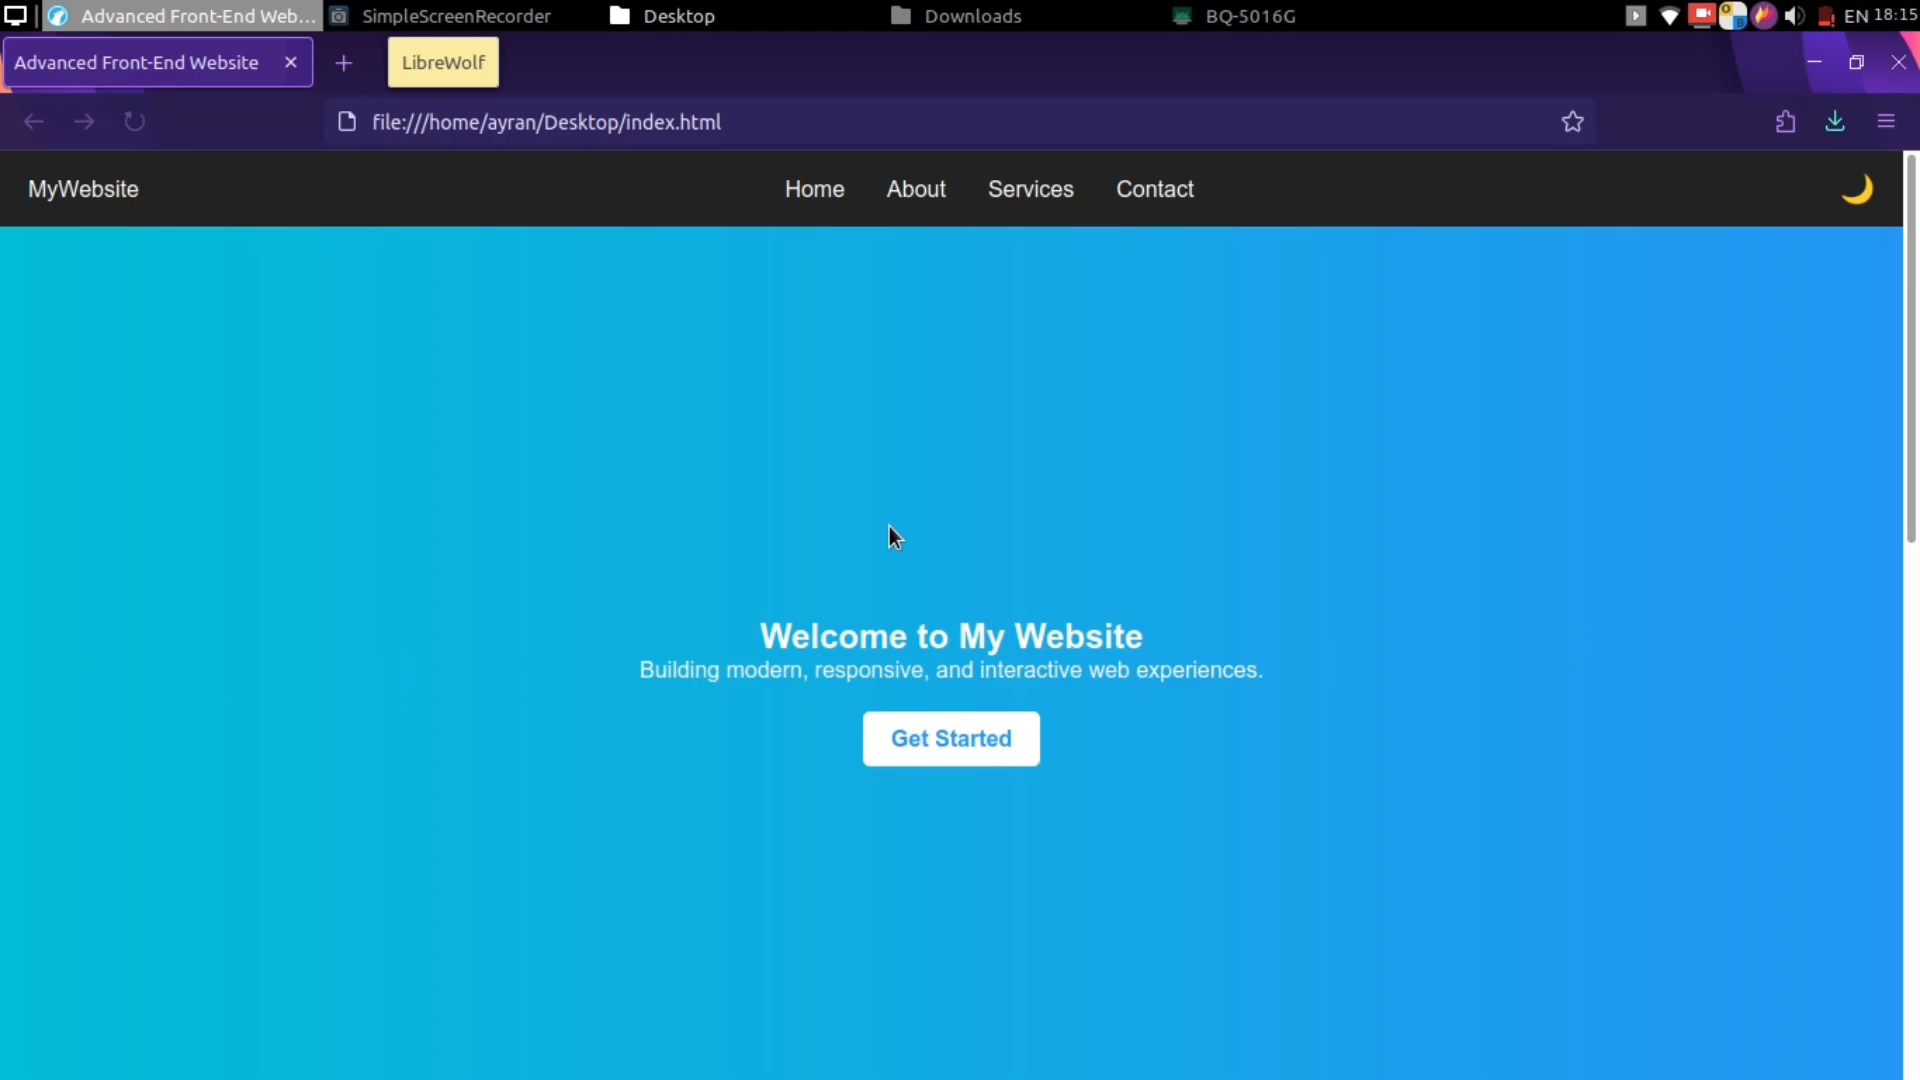 Advanced Front-End Web... SimpleScreenRecorder Desktop Downloads BQ-5016G EN 18:15
Advanced Front-End Website LibreWolf
file:///home/ayran/Desktop/index.html
MyWebsite Home About Services Contact
Welcome to My Website
Building modern, responsive, and interactive web experiences.
Get Started